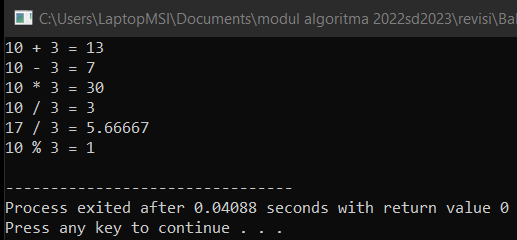 C:\Users\LaptopMSI\Documents\modul algoritma 2022sd2023\revisi\Bal
10 + 3 = 13
10 - 3 = 7
10 * 3 = 30
10 / 3 = 3
17 / 3 = 5.66667
10 % 3 = 1
--------------------------------
Process exited after 0.04088 seconds with return value 0
Press any key to continue . . .